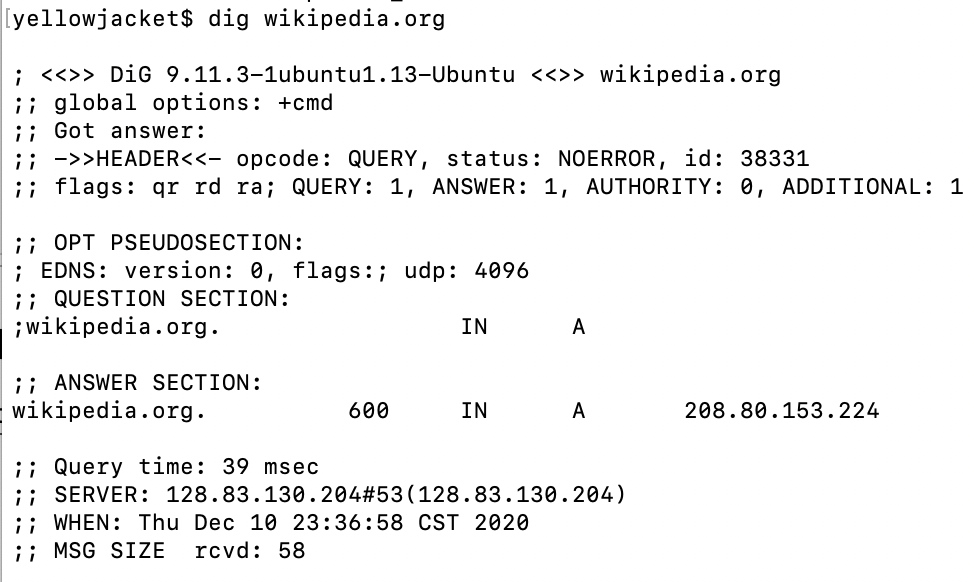 [yellowjacket$ dig wikipedia.org
; <<>> DiG 9.11.3-1ubuntu1.13-Ubuntu <<>> wikipedia.org
;; global options: +cmd
;; Got answer:
;; ->>HEADER<<- opcode: QUERY, status: NOERROR, id: 38331
;; flags: qr rd ra; QUERY: 1, ANSWER: 1, AUTHORITY: 0, ADDITIONAL: 1
;; OPT PSEUDOSECTION:
; EDNS: version: 0, flags:; udp: 4096
;; QUESTION SECTION:
;wikipedia.org. IN A
;; ANSWER SECTION:
wikipedia.org. 600 IN A 208.80.153.224
;; Query time: 39 msec
;; SERVER: 128.83.130.204#53(128.83.130.204)
;; WHEN: Thu Dec 10 23:36:58 CST 2020
;; MSG SIZE  rcvd: 58